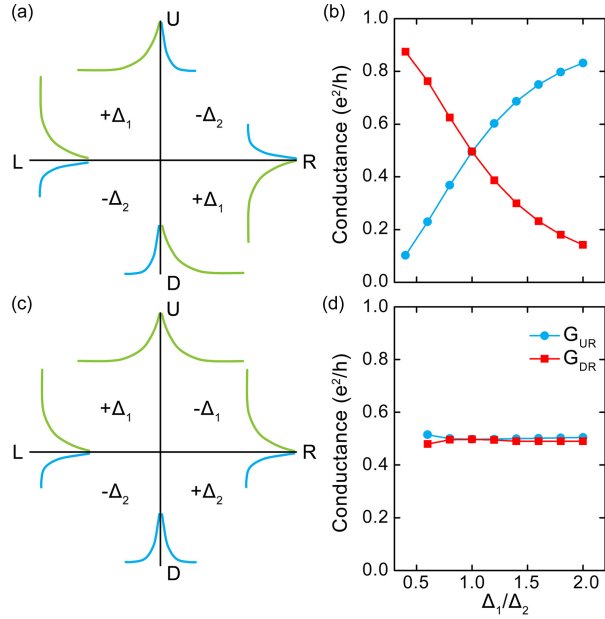 (a)
U
+Δ₁
-Δ₂
L
R
-Δ₂
+Δ₁
D
(b)
Conductance (e²/h)
1.0
0.8
0.6
0.4
0.2
0.0
(c)
U
+Δ₁
-Δ₁
L
R
-Δ₂
+Δ₂
D
(d)
Conductance (e²/h)
1.0
0.8
0.6
0.4
0.2
0.0
G_UR
G_DR
0.5 1.0 1.5 2.0
Δ₁/Δ₂